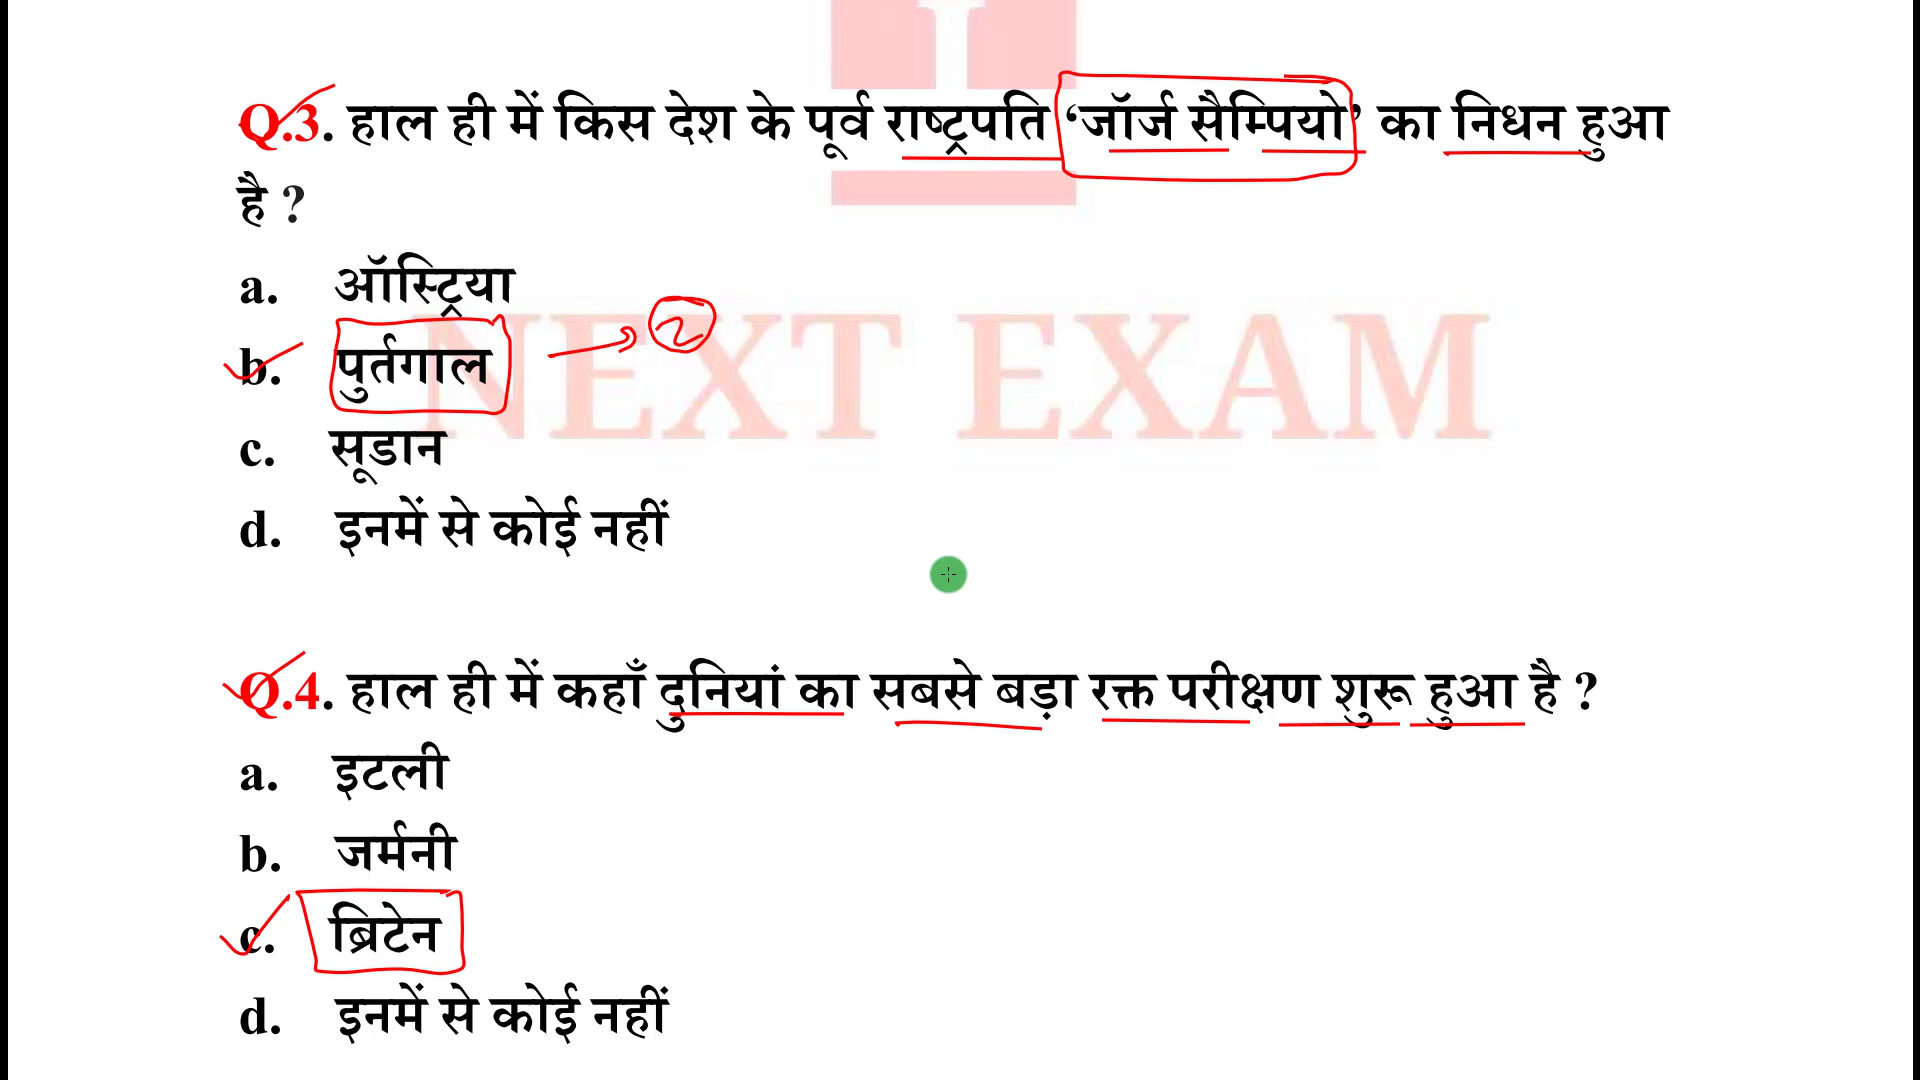 Q.3. हाल ही में किस देश के पूर्व राष्ट्रपति ‘जॉर्ज सैम्पियो’ का निधन हुआ
है ?
a. ऑस्ट्रिया
b. पुर्तगाल → 2
c. सूडान
d. इनमें से कोई नहीं
NEXT EXAM
Q.4. हाल ही में कहाँ दुनियां का सबसे बड़ा रक्त परीक्षण शुरू हुआ है ?
a. इटली
b. जर्मनी
c. ब्रिटेन
d. इनमें से कोई नहीं